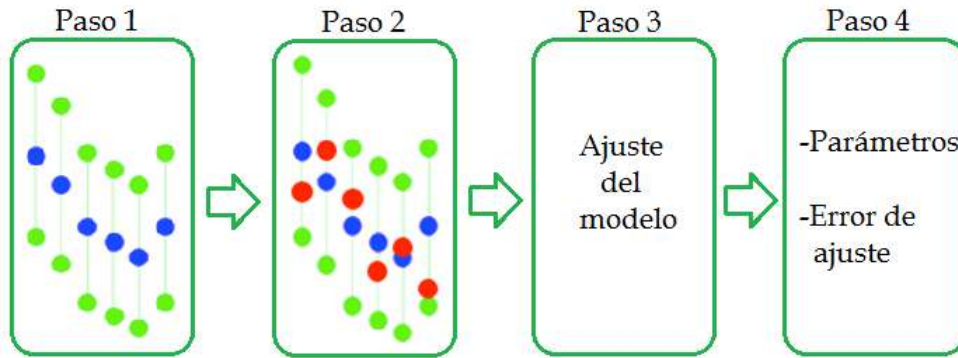 Paso 1
Paso 2
Paso 3
Paso 4
Ajuste
del
modelo
-Parámetros
-Error de
ajuste